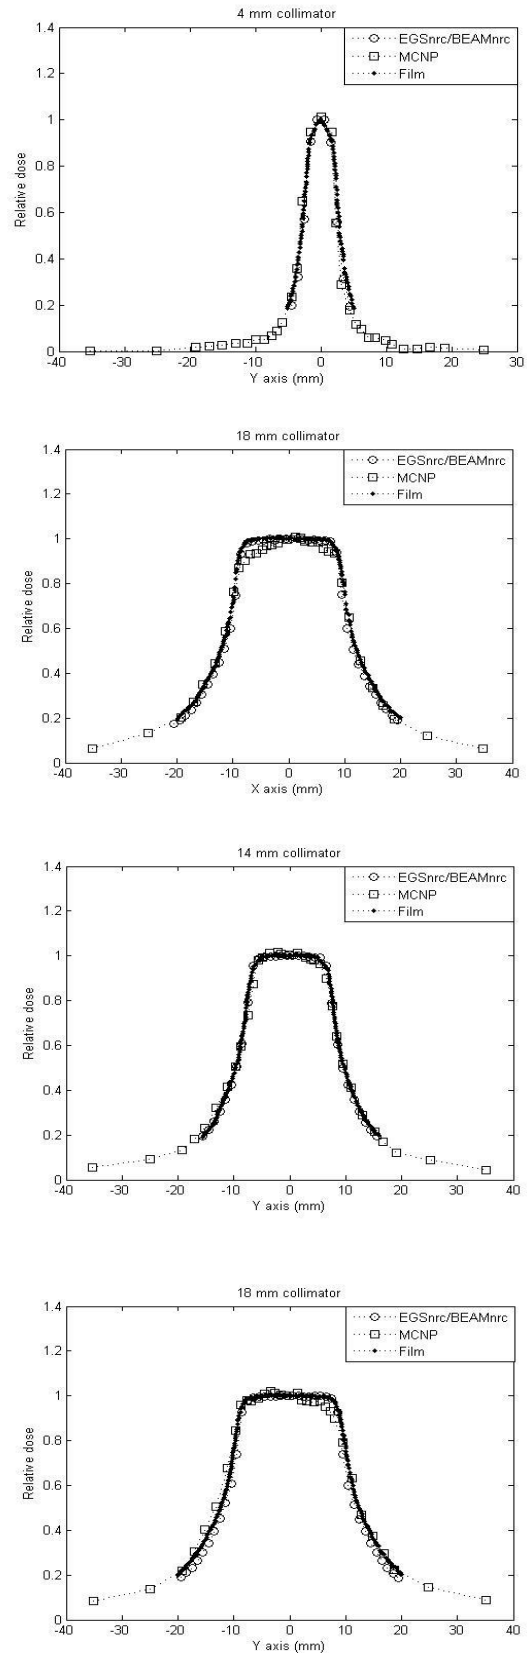 4 mm collimator
1.4
1.2
1
0.8
0.6
0.4
0.2
0
Relative dose
EGSnrc/BEAMnrc
MCNP
Film
-40 -30 -20 -10 0 10 20 30
Y axis (mm)
18 mm collimator
1.4
1.2
1
0.8
0.6
0.4
0.2
0
Relative dose
EGSnrc/BEAMnrc
MCNP
Film
-40 -30 -20 -10 0 10 20 30 40
X axis (mm)
14 mm collimator
1.4
1.2
1
0.8
0.6
0.4
0.2
0
Relative dose
EGSnrc/BEAMnrc
MCNP
Film
-40 -30 -20 -10 0 10 20 30 40
Y axis (mm)
18 mm collimator
1.4
1.2
1
0.8
0.6
0.4
0.2
0
Relative dose
EGSnrc/BEAMnrc
MCNP
Film
-40 -30 -20 -10 0 10 20 30 40
Y axis (mm)